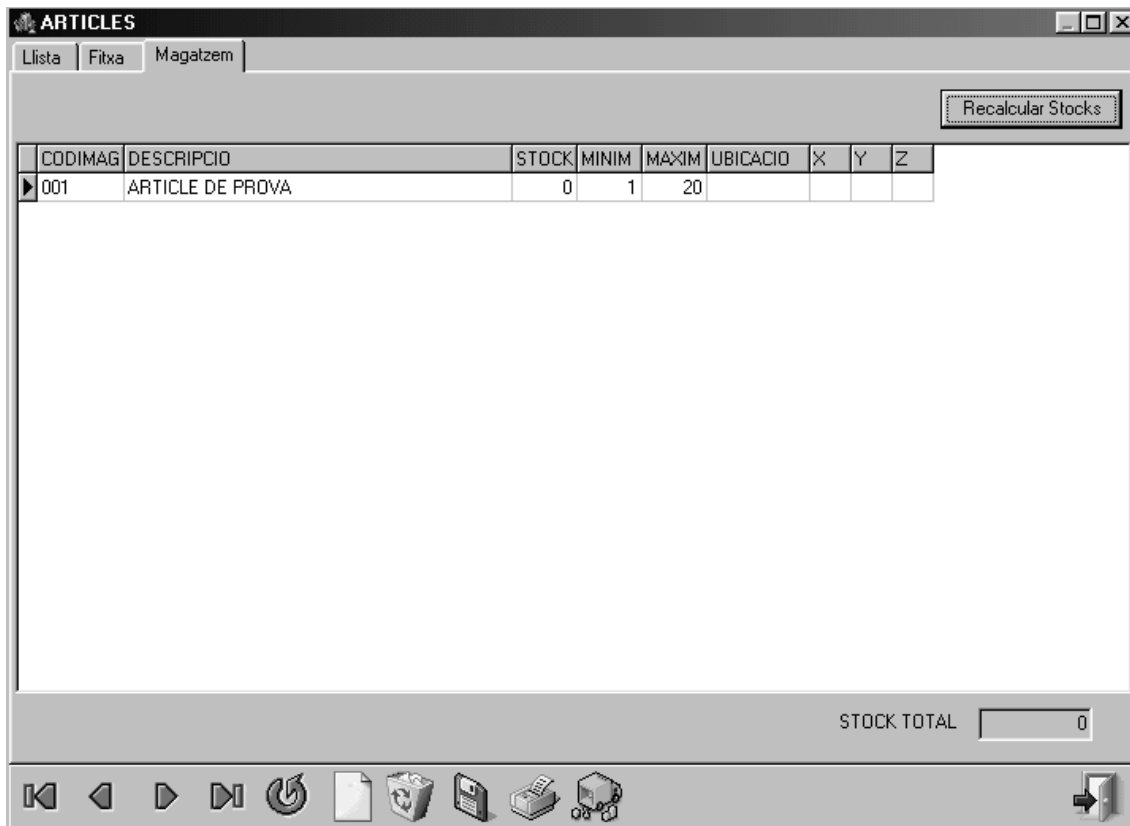 ARTICLES
Llista Fitxa Magatzem
Recalcular Stocks
CODIMAG DESCRIPCIO STOCK MINIM MAXIM UBICACIO X Y Z
001 ARTICLE DE PROVA 0 1 20
STOCK TOTAL 0